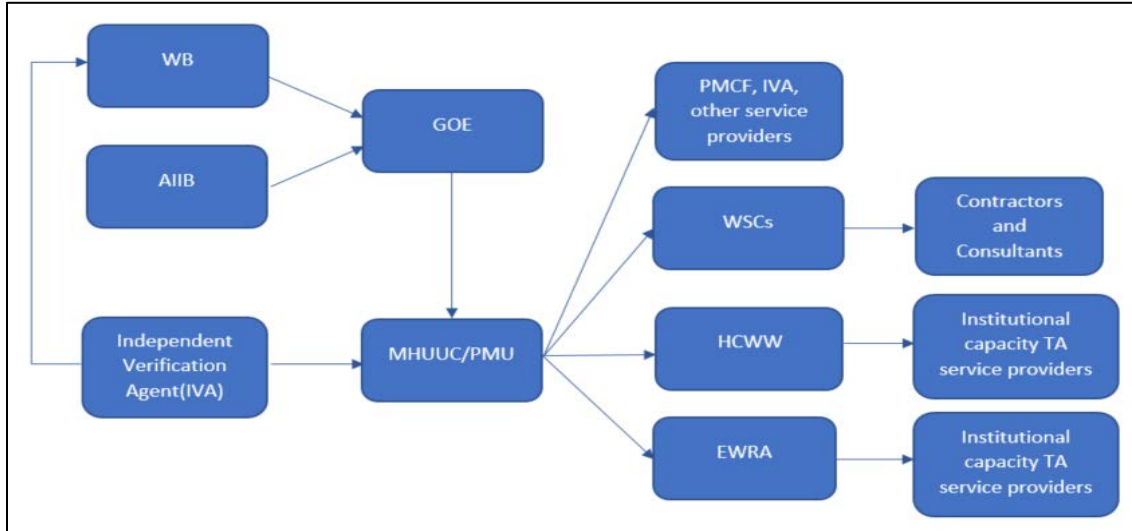 WB
AIIB
Independent
Verification
Agent(IVA)
GOE
MHUUC/PMU
PMCF, IVA,
other service
providers
WSCs
HCWW
EWRA
Contractors
and
Consultants
Institutional
capacity TA
service providers
Institutional
capacity TA
service providers